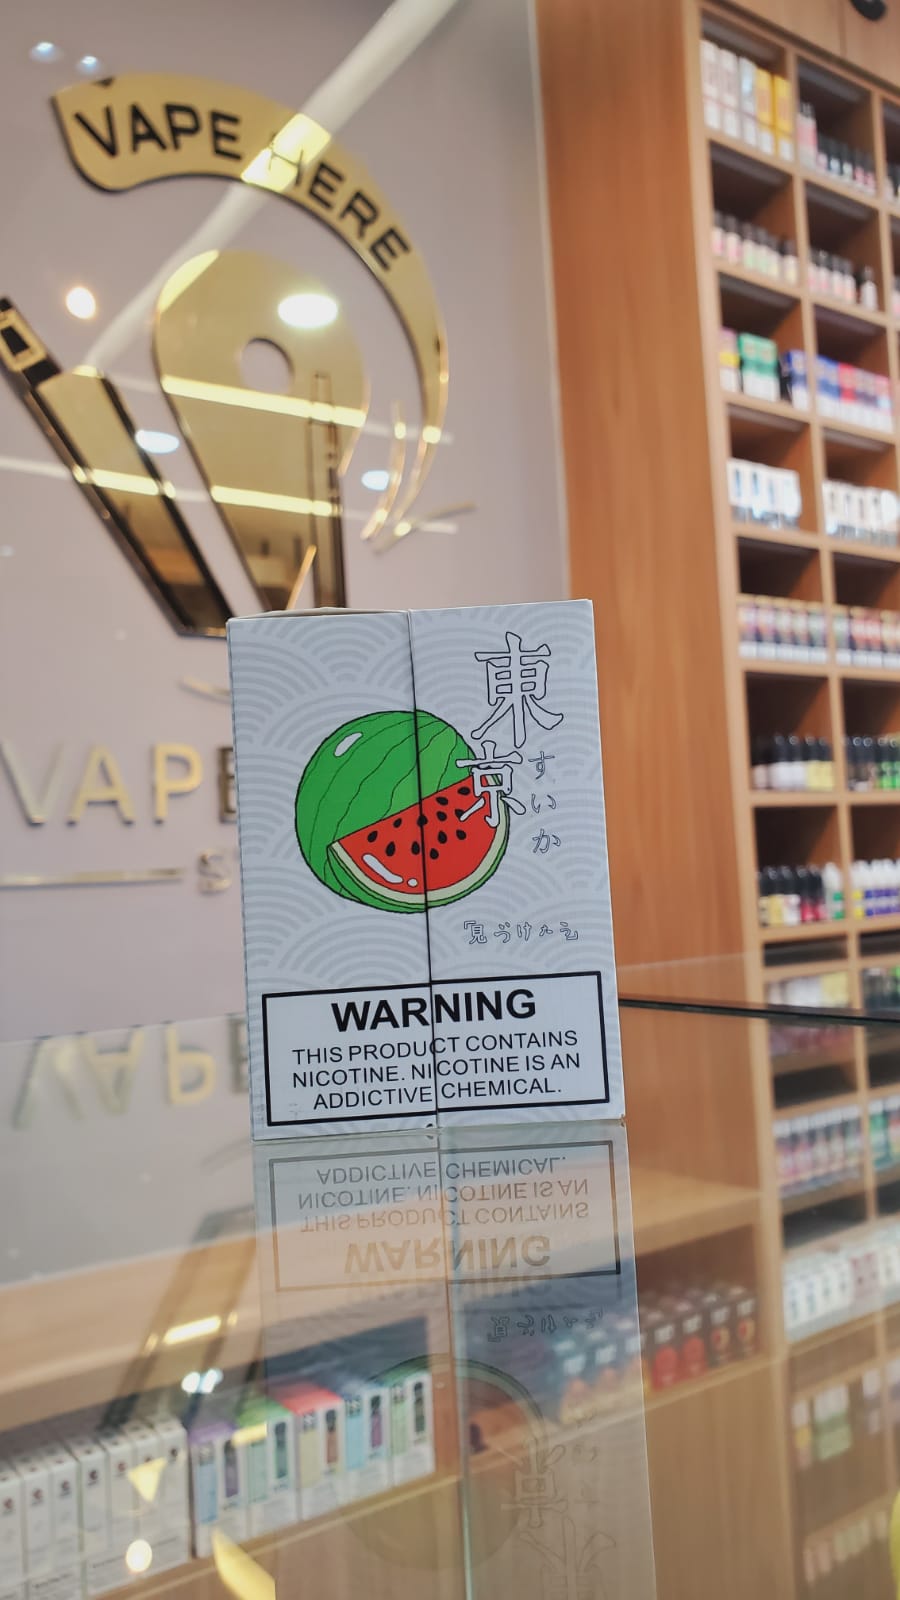 VAPE HERE
VAPE
東京
すいか
WARNING
THIS PRODUCT CONTAINS
NICOTINE. NICOTINE IS AN
ADDICTIVE CHEMICAL.